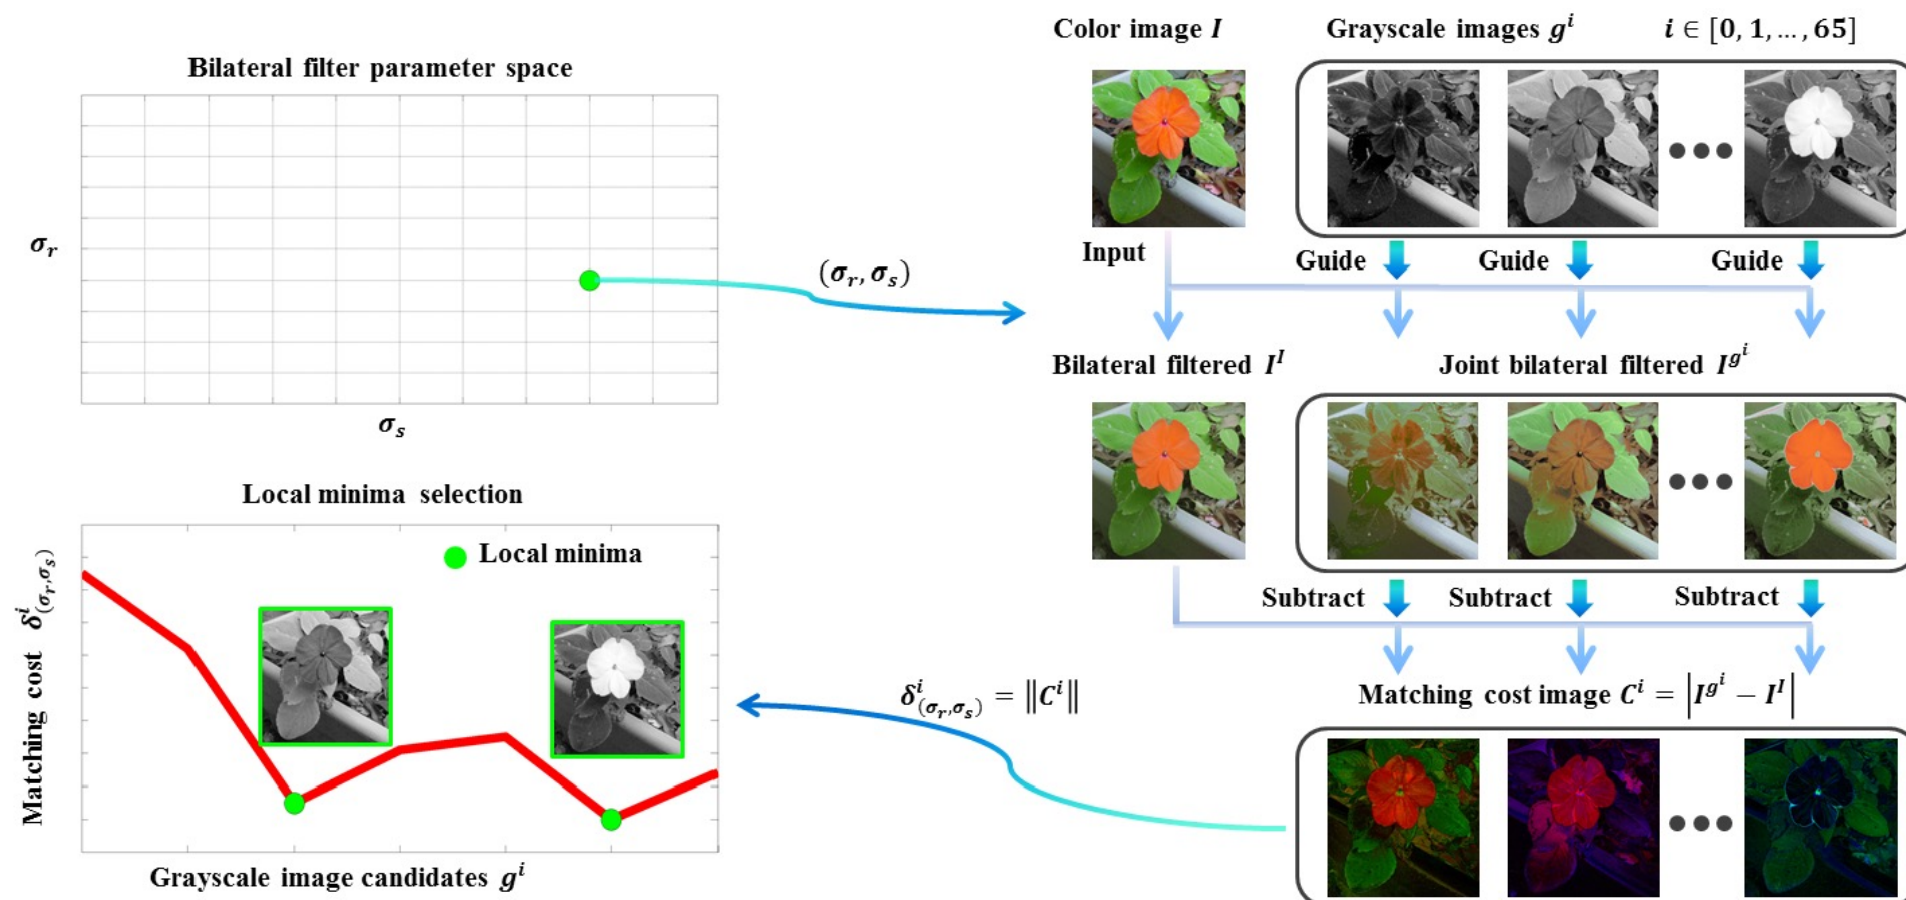 Bilateral filter parameter space
σ_r
σ_s
(σ_r, σ_s)
Color image I
Grayscale images g^i
i ∈ [0, 1, ..., 65]
Input
Guide
Guide
Guide
Bilateral filtered I^I
Joint bilateral filtered I^{g^i}
Subtract
Subtract
Subtract
Matching cost image C^i = |I^{g^i} − I^I|
δ^i_{(σ_r,σ_s)} = ‖C^i‖
Local minima selection
Local minima
Matching cost δ^i_{(σ_r,σ_s)}
Grayscale image candidates g^i